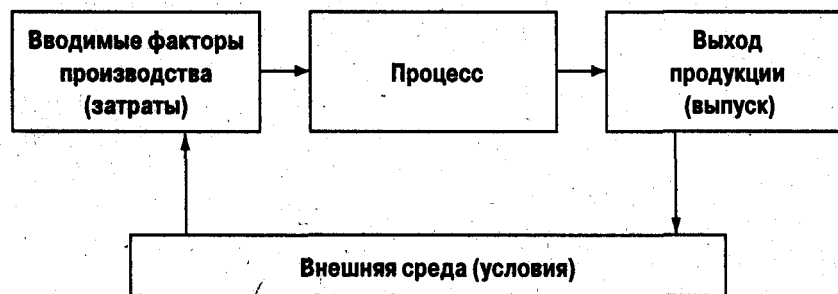 Вводимые факторы
производства
(затраты)
Процесс
Выход
продукции
(выпуск)
Внешняя среда (условия)